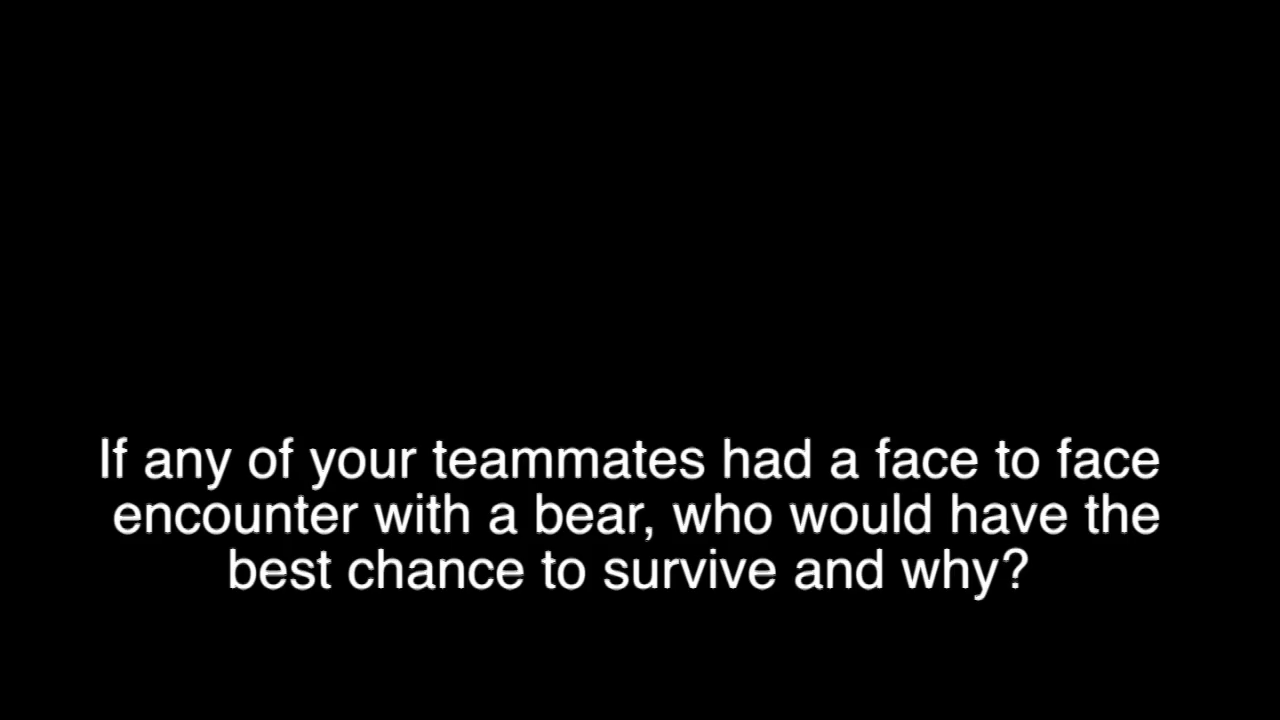 If any of your teammates had a face to face
encounter with a bear, who would have the
best chance to survive and why?